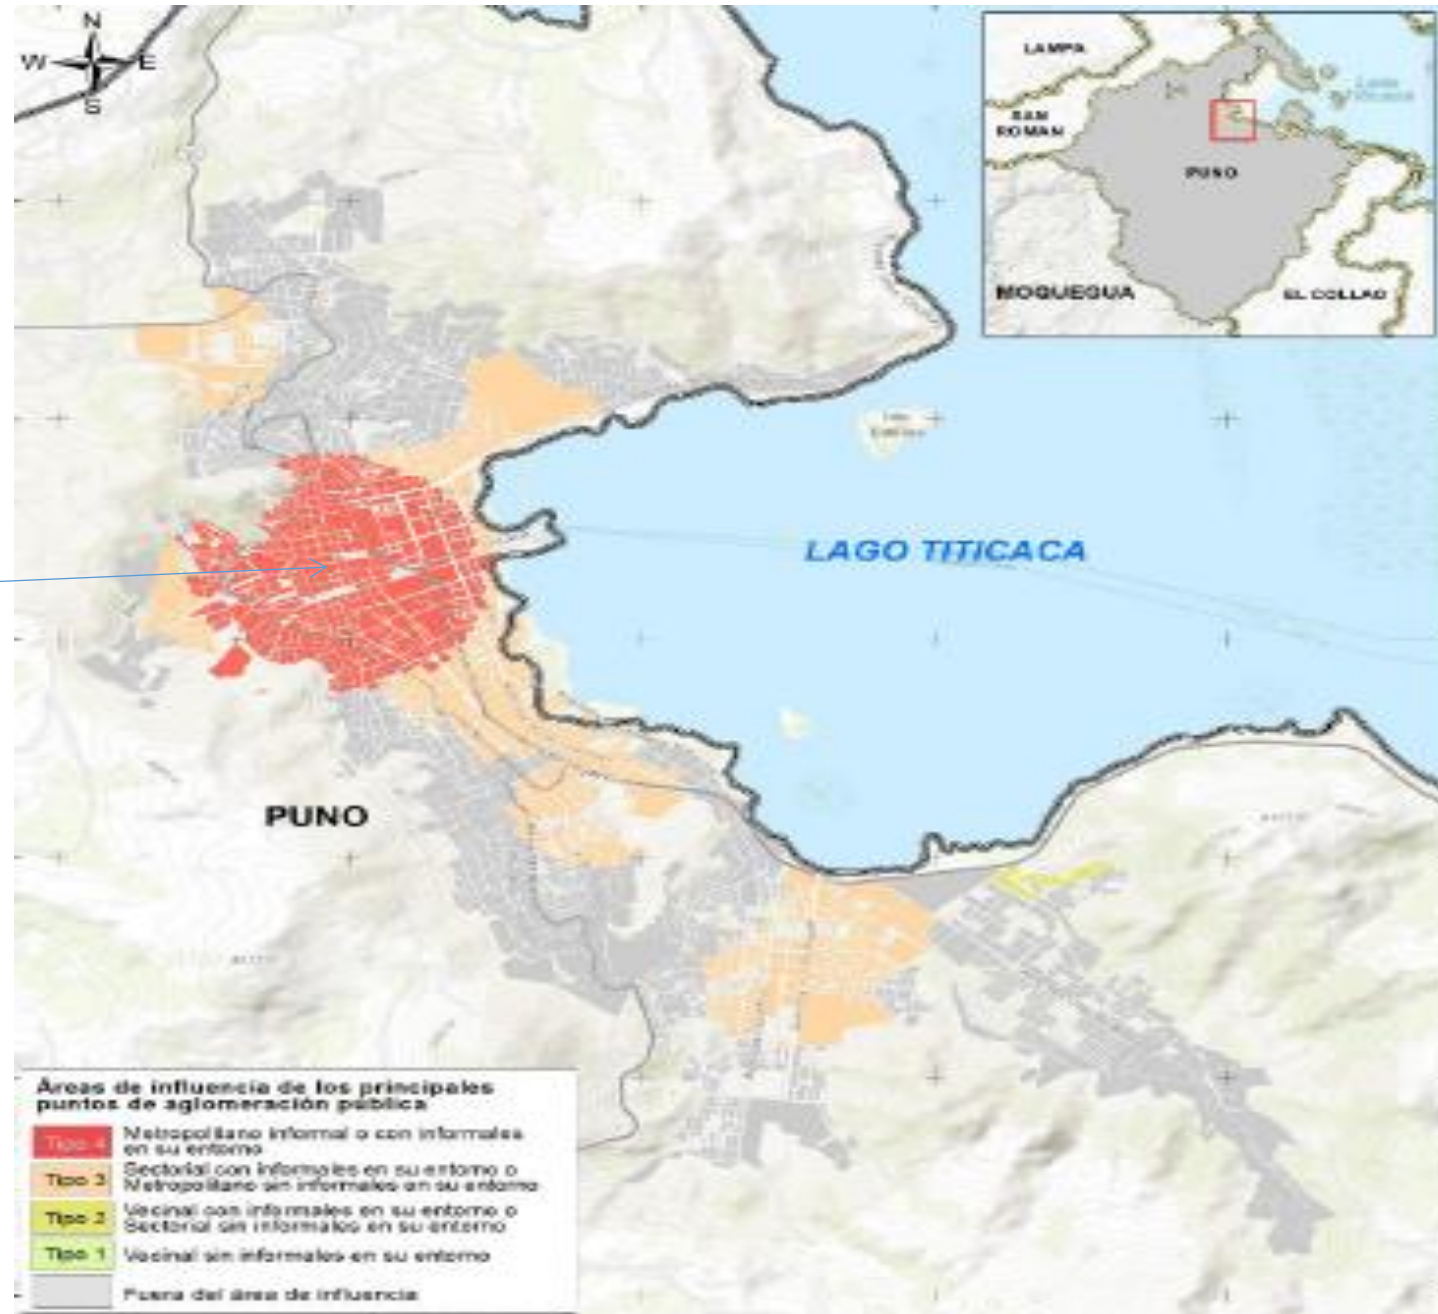 N
W E
S
LAMPA
SAN
ROMAN
Lago
Titicaca
PUNO
MOQUEGUA
EL COLLAO
LAGO TITICACA
PUNO
Áreas de influencia de los principales
puntos de aglomeración pública
Tipo 4 Metropolitano informal o con informales
en su entorno
Tipo 3 Sectorial con informales en su entorno o
Metropolitano sin informales en su entorno
Tipo 2 Vecinal con informales en su entorno o
Sectorial sin informales en su entorno
Tipo 1 Vecinal sin informales en su entorno
Fuera del área de influencia